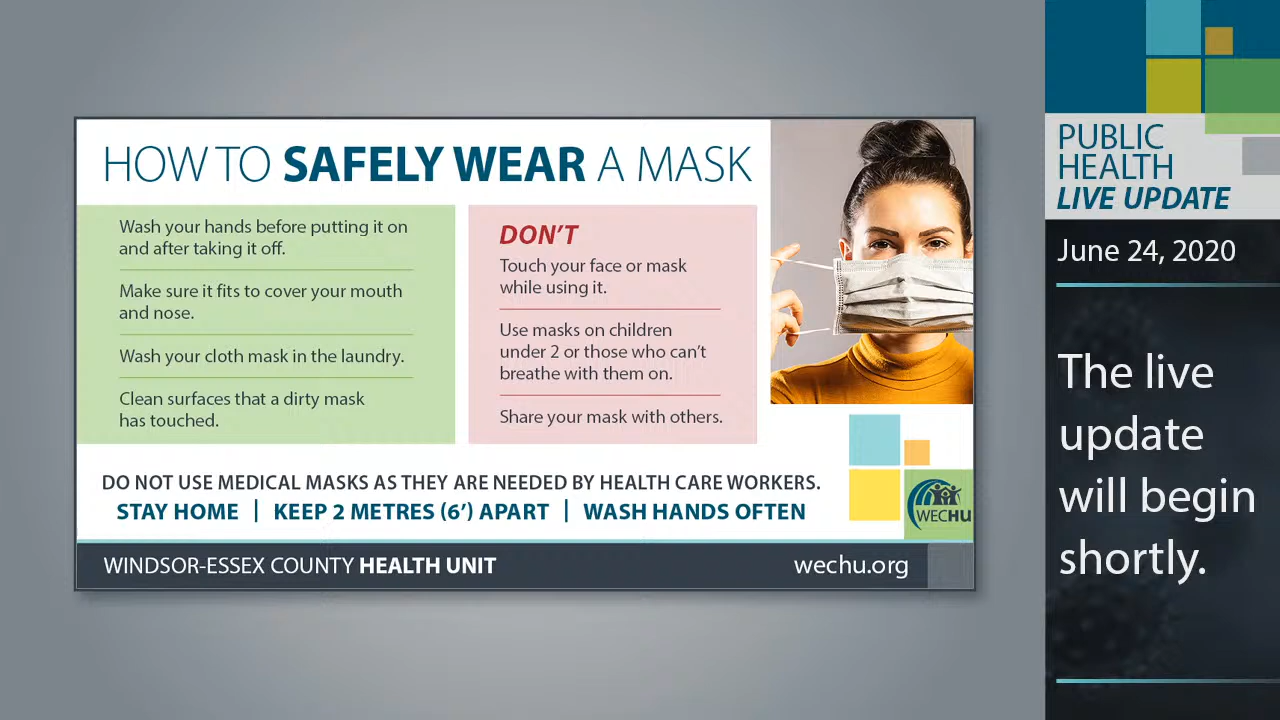 HOW TO SAFELY WEAR A MASK
Wash your hands before putting it on
and after taking it off.
Make sure it fits to cover your mouth
and nose.
Wash your cloth mask in the laundry.
Clean surfaces that a dirty mask
has touched.
DON'T
Touch your face or mask
while using it.
Use masks on children
under 2 or those who can't
breathe with them on.
Share your mask with others.
DO NOT USE MEDICAL MASKS AS THEY ARE NEEDED BY HEALTH CARE WORKERS.
STAY HOME | KEEP 2 METRES (6') APART | WASH HANDS OFTEN
WECHU
WINDSOR-ESSEX COUNTY HEALTH UNIT
wechu.org
PUBLIC
HEALTH
LIVE UPDATE
June 24, 2020
The live
update
will begin
shortly.